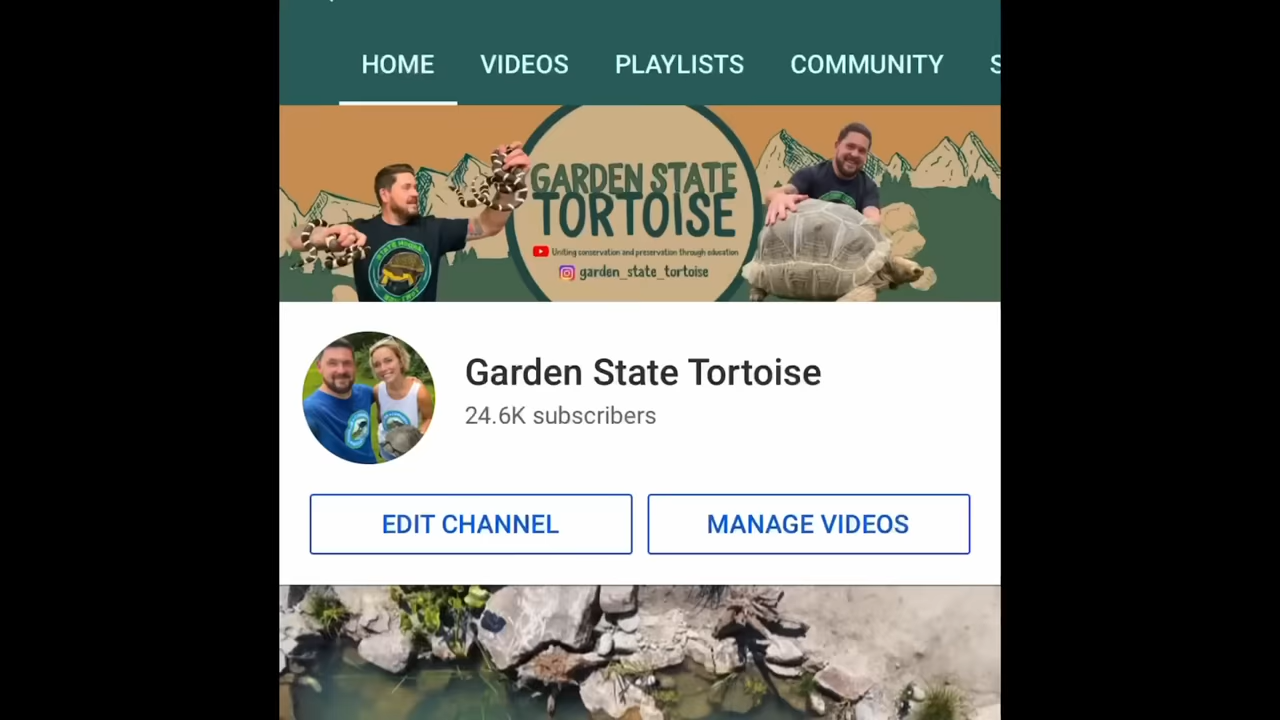 HOME VIDEOS PLAYLISTS COMMUNITY S
GARDEN STATE
TORTOISE
Uniting conservation and preservation through education
garden_state_tortoise
Garden State Tortoise
24.6K subscribers
EDIT CHANNEL MANAGE VIDEOS